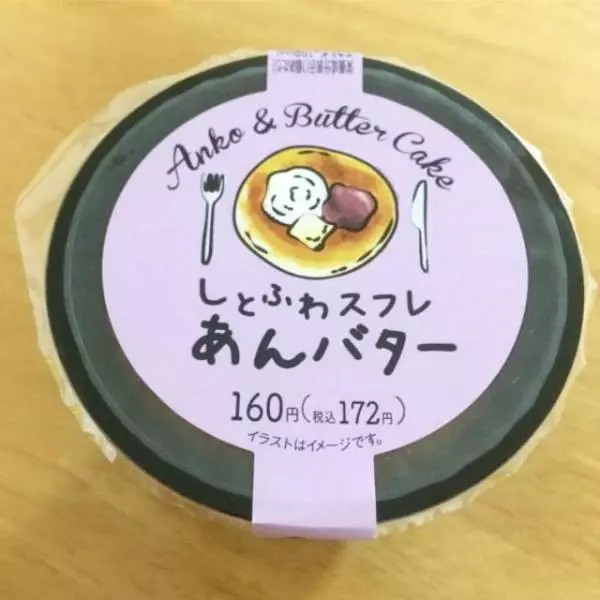 Anko & Butter Cake
しとふわスフレ
あんバター
160円(税込172円)
イラストはイメージです。